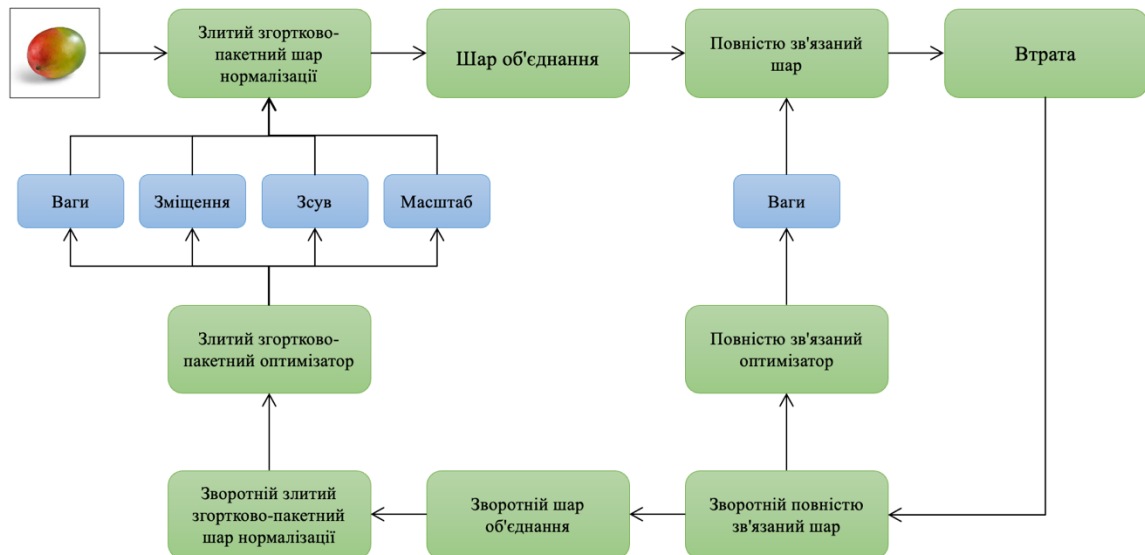 Злитий згортково-
пакетний шар
нормалізації
Шар об'єднання
Повністю зв'язаний
шар
Втрата
Ваги
Зміщення
Зсув
Масштаб
Ваги
Злитий згортково-
пакетний оптимізатор
Повністю зв'язаний
оптимізатор
Зворотній злитий
згортково-пакетний
шар нормалізації
Зворотній шар
об'єднання
Зворотній повністю
зв'язаний шар